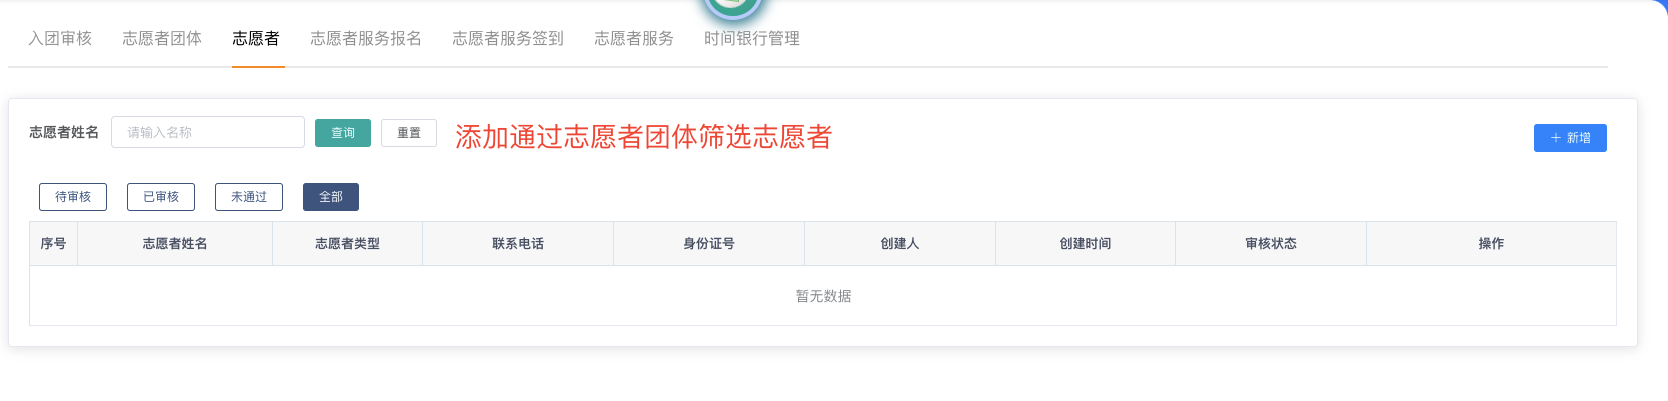 入团审核 志愿者团体 志愿者 志愿者服务报名 志愿者服务签到 志愿者服务 时间银行管理
志愿者姓名 请输入名称 查询 重置 添加通过志愿者团体筛选志愿者 + 新增
待审核 已审核 未通过 全部
序号 志愿者姓名 志愿者类型 联系电话 身份证号 创建人 创建时间 审核状态 操作
暂无数据